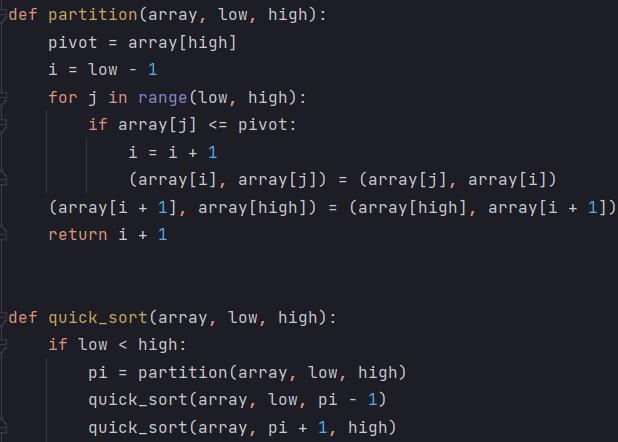 def partition(array, low, high):
    pivot = array[high]
    i = low - 1
    for j in range(low, high):
        if array[j] <= pivot:
            i = i + 1
            (array[i], array[j]) = (array[j], array[i])
    (array[i + 1], array[high]) = (array[high], array[i + 1])
    return i + 1
def quick_sort(array, low, high):
    if low < high:
        pi = partition(array, low, high)
        quick_sort(array, low, pi - 1)
        quick_sort(array, pi + 1, high)